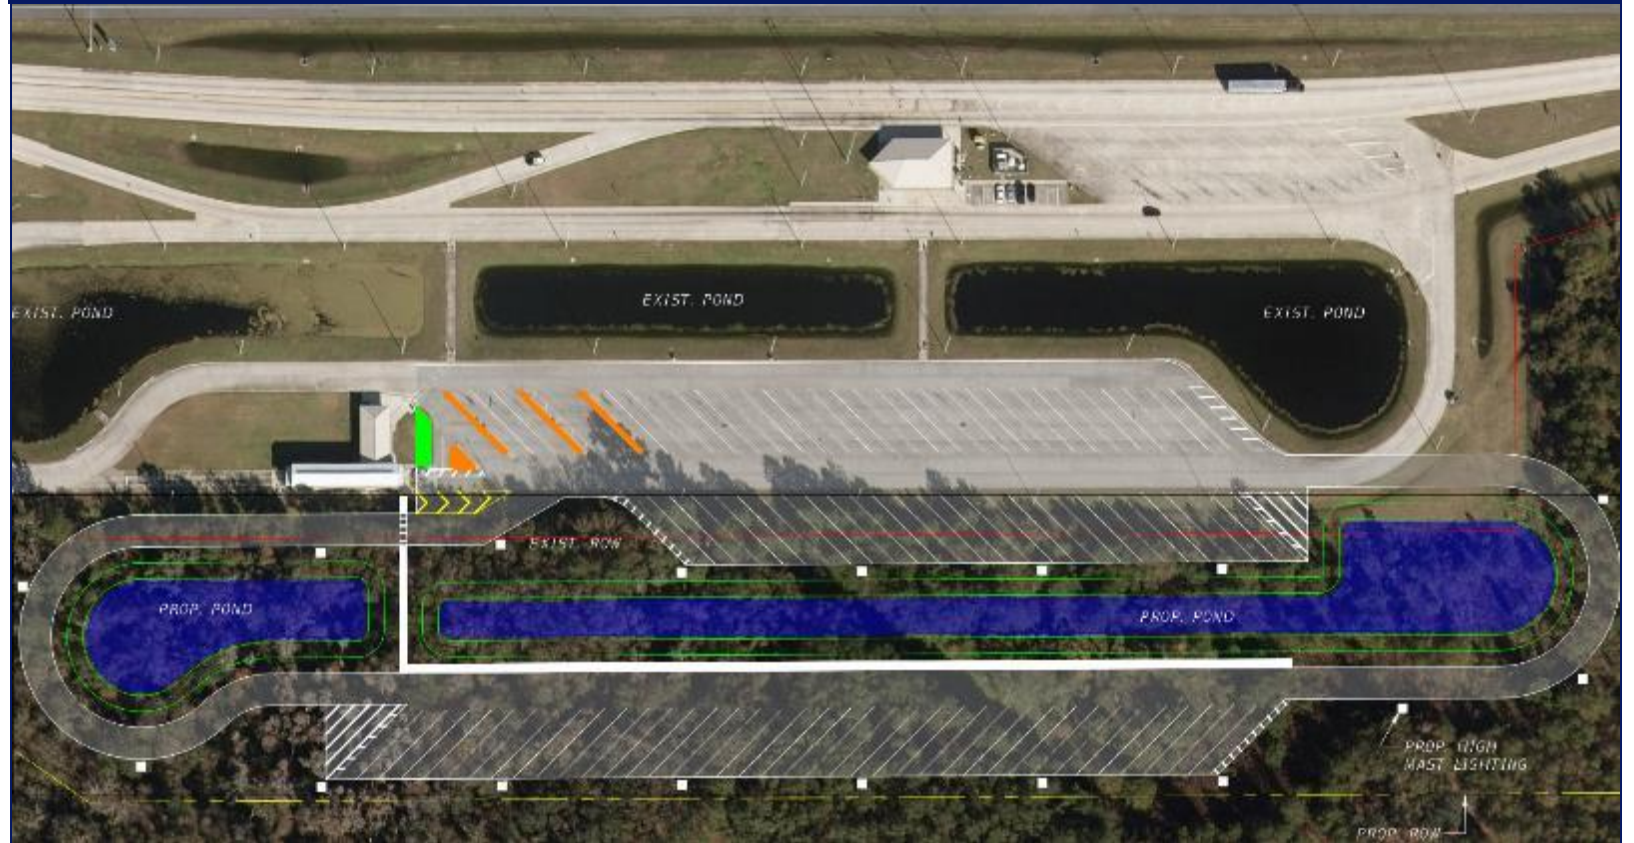 EXIST. POND
EXIST. POND
EXIST. POND
EXIST. ROW
PROP. POND
PROP. POND
PROP. HIGH
MAST LIGHTING
PROP. ROW